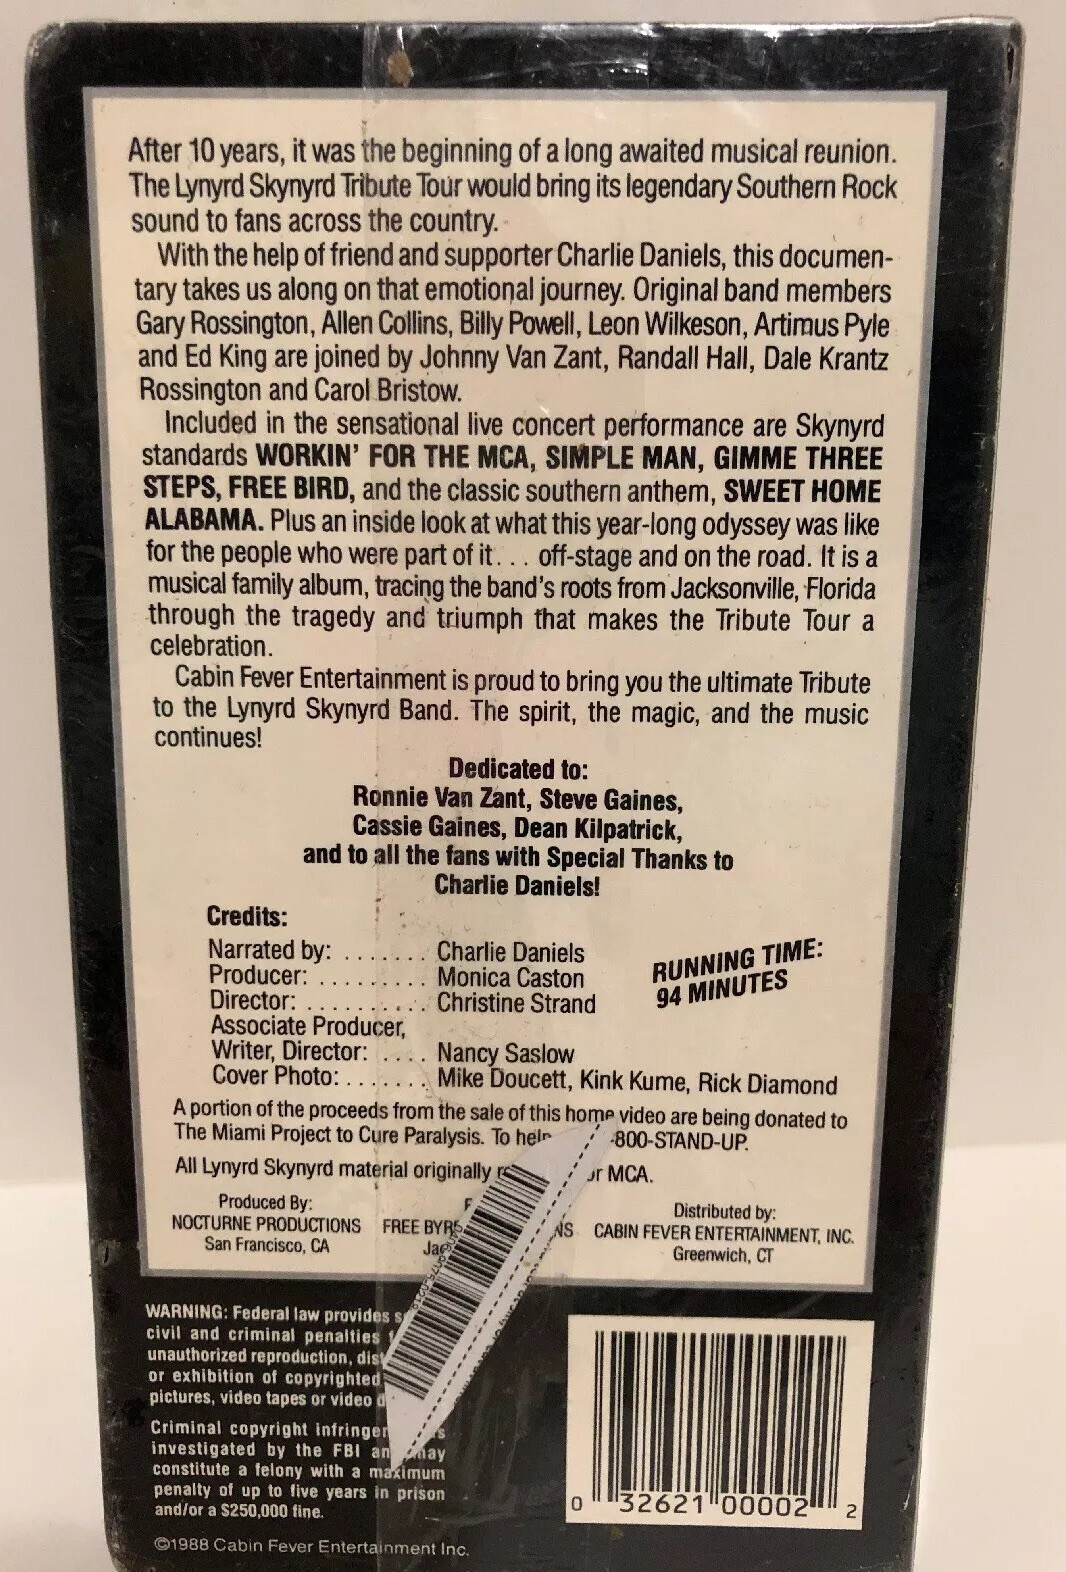 After 10 years, it was the beginning of a long awaited musical reunion.
The Lynyrd Skynyrd Tribute Tour would bring its legendary Southern Rock
sound to fans across the country.
With the help of friend and supporter Charlie Daniels, this documen-
tary takes us along on that emotional journey. Original band members
Gary Rossington, Allen Collins, Billy Powell, Leon Wilkeson, Artimus Pyle
and Ed King are joined by Johnny Van Zant, Randall Hall, Dale Krantz
Rossington and Carol Bristow.
Included in the sensational live concert performance are Skynyrd
standards WORKIN' FOR THE MCA, SIMPLE MAN, GIMME THREE
STEPS, FREE BIRD, and the classic southern anthem, SWEET HOME
ALABAMA. Plus an inside look at what this year-long odyssey was like
for the people who were part of it. . . off-stage and on the road. It is a
musical family album, tracing the band's roots from Jacksonville, Florida
through the tragedy and triumph that makes the Tribute Tour a
celebration.
Cabin Fever Entertainment is proud to bring you the ultimate Tribute
to the Lynyrd Skynyrd Band. The spirit, the magic, and the music
continues!
Dedicated to:
Ronnie Van Zant, Steve Gaines,
Cassie Gaines, Dean Kilpatrick,
and to all the fans with Special Thanks to
Charlie Daniels!
Credits:
Narrated by: ....... Charlie Daniels
Producer: ......... Monica Caston
Director: .......... Christine Strand
Associate Producer,
Writer, Director: .... Nancy Saslow
Cover Photo: ....... Mike Doucett, Kink Kume, Rick Diamond
RUNNING TIME:
94 MINUTES
A portion of the proceeds from the sale of this home video are being donated to
The Miami Project to Cure Paralysis. To help -800-STAND-UP.
All Lynyrd Skynyrd material originally or MCA.
Produced By:
NOCTURNE PRODUCTIONS
San Francisco, CA
FREE BYR NS
Jac
Distributed by:
CABIN FEVER ENTERTAINMENT, INC.
Greenwich, CT
WARNING: Federal law provides s
civil and criminal penalties
unauthorized reproduction, dist
or exhibition of copyrighted
pictures, video tapes or video d
Criminal copyright infringer s
investigated by the FBI an may
constitute a felony with a maximum
penalty of up to five years in prison
and/or a $250,000 fine.
©1988 Cabin Fever Entertainment Inc.
0 32621 00002 2